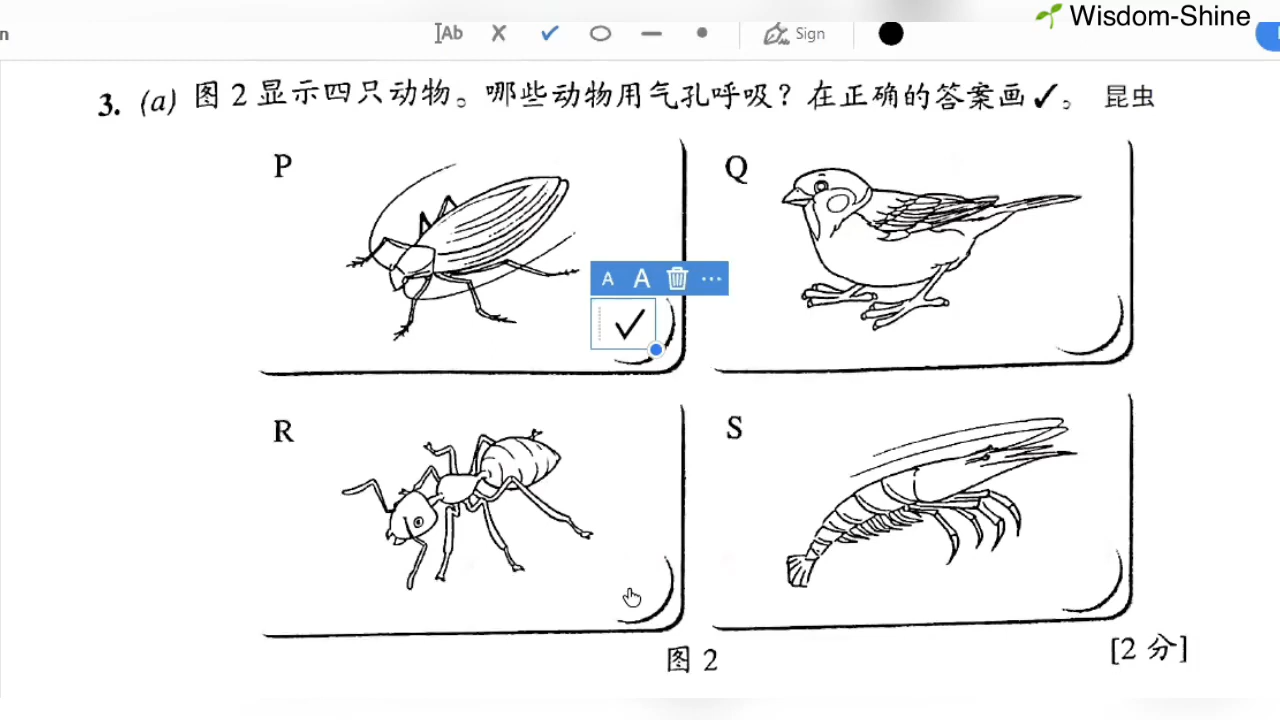 Wisdom-Shine
n
IAb
Sign
3. (a) 图 2 显示四只动物。哪些动物用气孔呼吸？在正确的答案画✓。 昆虫
P
Q
A A
✓
R
S
图 2
[2 分]